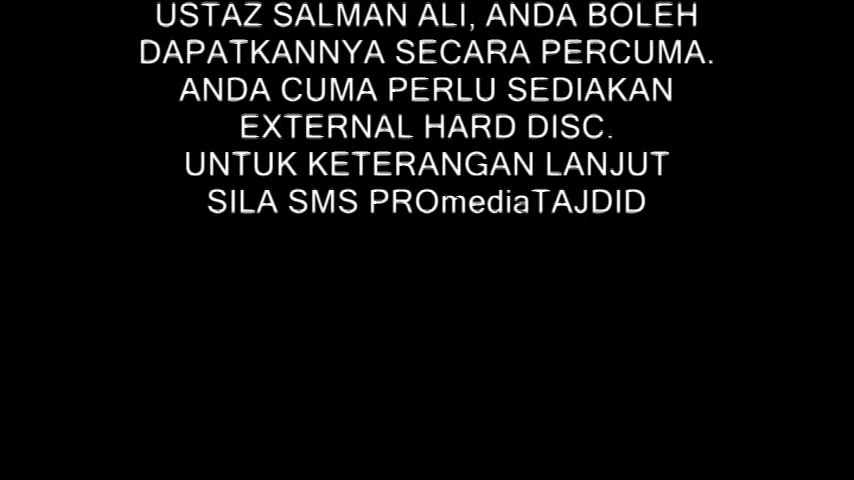 USTAZ SALMAN ALI, ANDA BOLEH
DAPATKANNYA SECARA PERCUMA.
ANDA CUMA PERLU SEDIAKAN
EXTERNAL HARD DISC.
UNTUK KETERANGAN LANJUT
SILA SMS PROmediaTAJDID